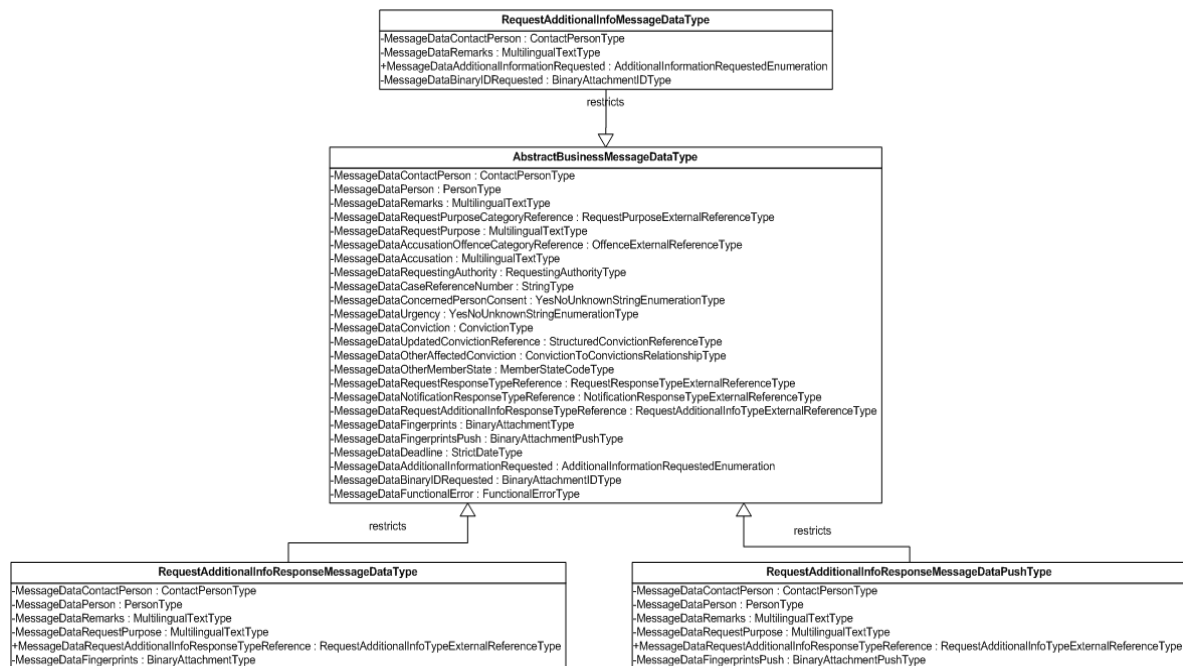 RequestAdditionalInfoMessageDataType
-MessageDataContactPerson : ContactPersonType
-MessageDataRemarks : MultilingualTextType
+MessageDataAdditionalInformationRequested : AdditionalInformationRequestedEnumeration
-MessageDataBinaryIDRequested : BinaryAttachmentIDType
restricts
AbstractBusinessMessageDataType
-MessageDataContactPerson : ContactPersonType
-MessageDataPerson : PersonType
-MessageDataRemarks : MultilingualTextType
-MessageDataRequestPurposeCategoryReference : RequestPurposeExternalReferenceType
-MessageDataRequestPurpose : MultilingualTextType
-MessageDataAccusationOffenceCategoryReference : OffenceExternalReferenceType
-MessageDataAccusation : MultilingualTextType
-MessageDataRequestingAuthority : RequestingAuthorityType
-MessageDataCaseReferenceNumber : StringType
-MessageDataConcernedPersonConsent : YesNoUnknownStringEnumerationType
-MessageDataUrgency : YesNoUnknownStringEnumerationType
-MessageDataConviction : ConvictionType
-MessageDataUpdatedConvictionReference : StructuredConvictionReferenceType
-MessageDataOtherAffectedConviction : ConvictionToConvictionsRelationshipType
-MessageDataOtherMemberState : MemberStateCodeType
-MessageDataRequestResponseTypeReference : RequestResponseTypeExternalReferenceType
-MessageDataNotificationResponseTypeReference : NotificationResponseTypeExternalReferenceType
-MessageDataRequestAdditionalInfoResponseTypeReference : RequestAdditionalInfoTypeExternalReferenceType
-MessageDataFingerprints : BinaryAttachmentType
-MessageDataFingerprintsPush : BinaryAttachmentPushType
-MessageDataDeadline : StrictDateType
-MessageDataAdditionalInformationRequested : AdditionalInformationRequestedEnumeration
-MessageDataBinaryIDRequested : BinaryAttachmentIDType
-MessageDataFunctionalError : FunctionalErrorType
restricts
restricts
RequestAdditionalInfoResponseMessageDataType
-MessageDataContactPerson : ContactPersonType
-MessageDataPerson : PersonType
-MessageDataRemarks : MultilingualTextType
-MessageDataRequestPurpose : MultilingualTextType
+MessageDataRequestAdditionalInfoResponseTypeReference : RequestAdditionalInfoTypeExternalReferenceType
-MessageDataFingerprints : BinaryAttachmentType
RequestAdditionalInfoResponseMessageDataPushType
-MessageDataContactPerson : ContactPersonType
-MessageDataPerson : PersonType
-MessageDataRemarks : MultilingualTextType
-MessageDataRequestPurpose : MultilingualTextType
+MessageDataRequestAdditionalInfoResponseTypeReference : RequestAdditionalInfoTypeExternalReferenceType
-MessageDataFingerprintsPush : BinaryAttachmentPushType